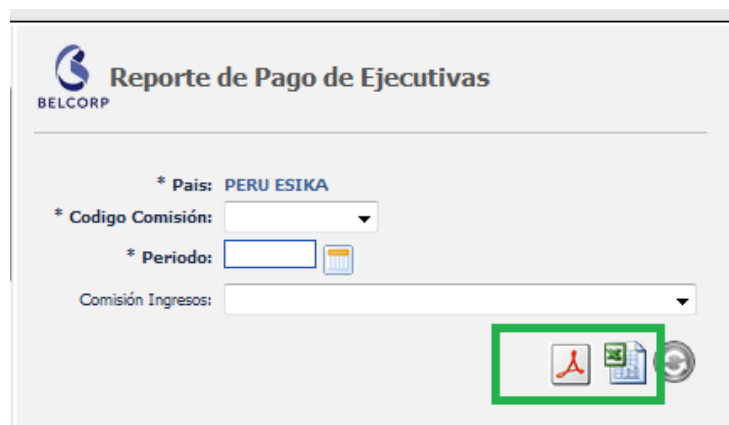 Reporte de Pago de Ejecutivas
BELCORP
* Pais: PERU ESIKA
* Codigo Comisión:
* Periodo:
Comisión Ingresos: